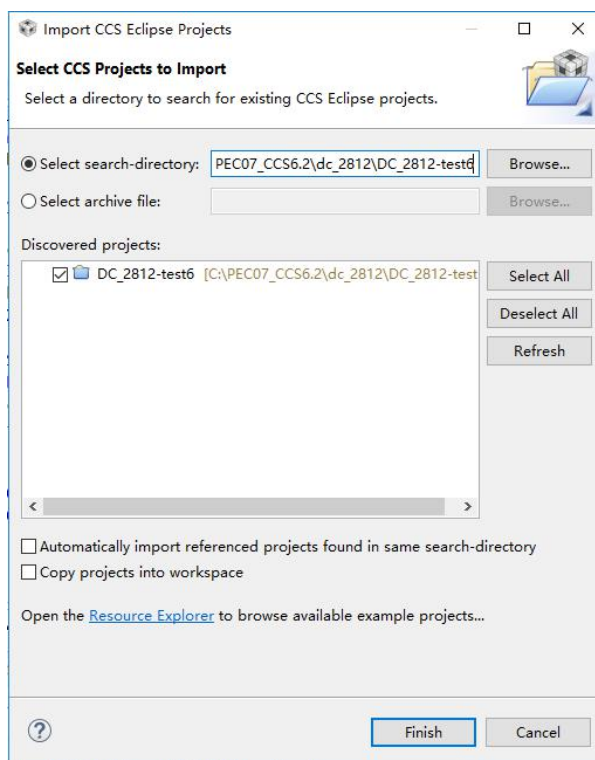 Import CCS Eclipse Projects
Select CCS Projects to Import
Select a directory to search for existing CCS Eclipse projects.
Select search-directory: PEC07_CCS6.2\dc_2812\DC_2812-test6 Browse...
Select archive file: Browse...
Discovered projects:
DC_2812-test6 [C:\PEC07_CCS6.2\dc_2812\DC_2812-test
Select All
Deselect All
Refresh
Automatically import referenced projects found in same search-directory
Copy projects into workspace
Open the Resource Explorer to browse available example projects...
Finish Cancel